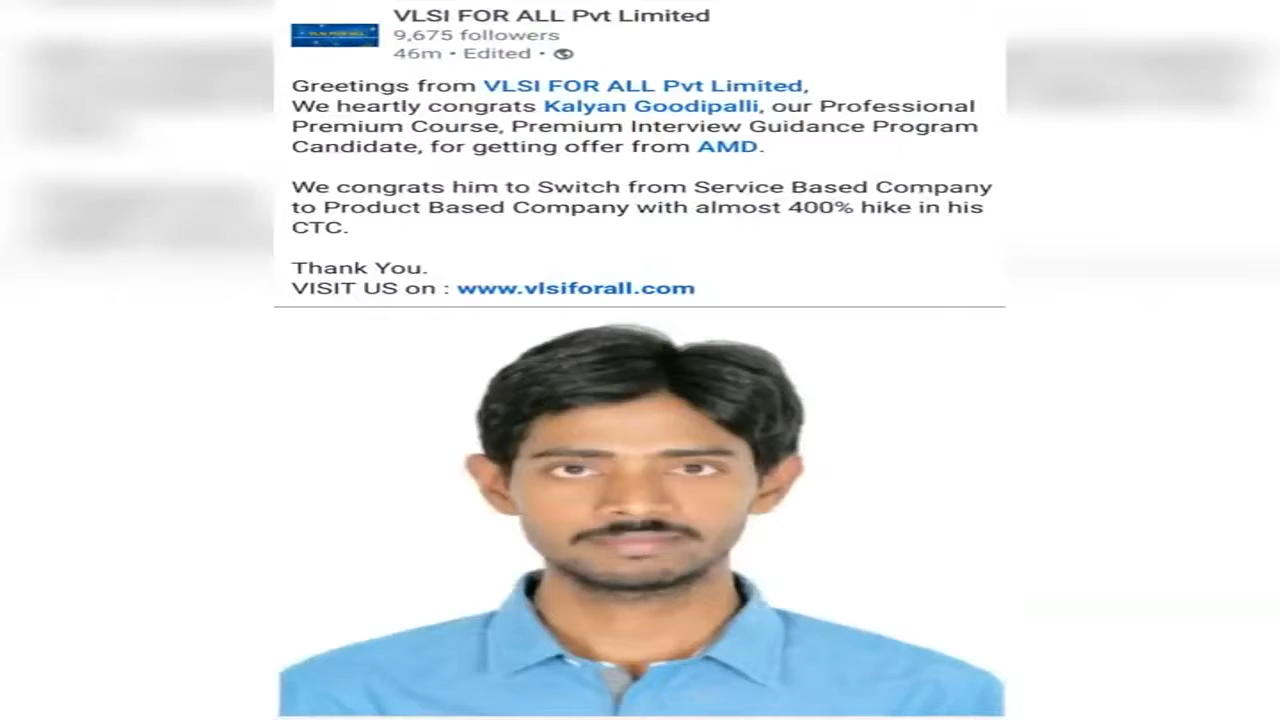 VLSI FOR ALL Pvt Limited
9,675 followers
46m • Edited •
Greetings from VLSI FOR ALL Pvt Limited,
We heartly congrats Kalyan Goodipalli, our Professional
Premium Course, Premium Interview Guidance Program
Candidate, for getting offer from AMD.
We congrats him to Switch from Service Based Company
to Product Based Company with almost 400% hike in his
CTC.
Thank You.
VISIT US on : www.vlsiforall.com